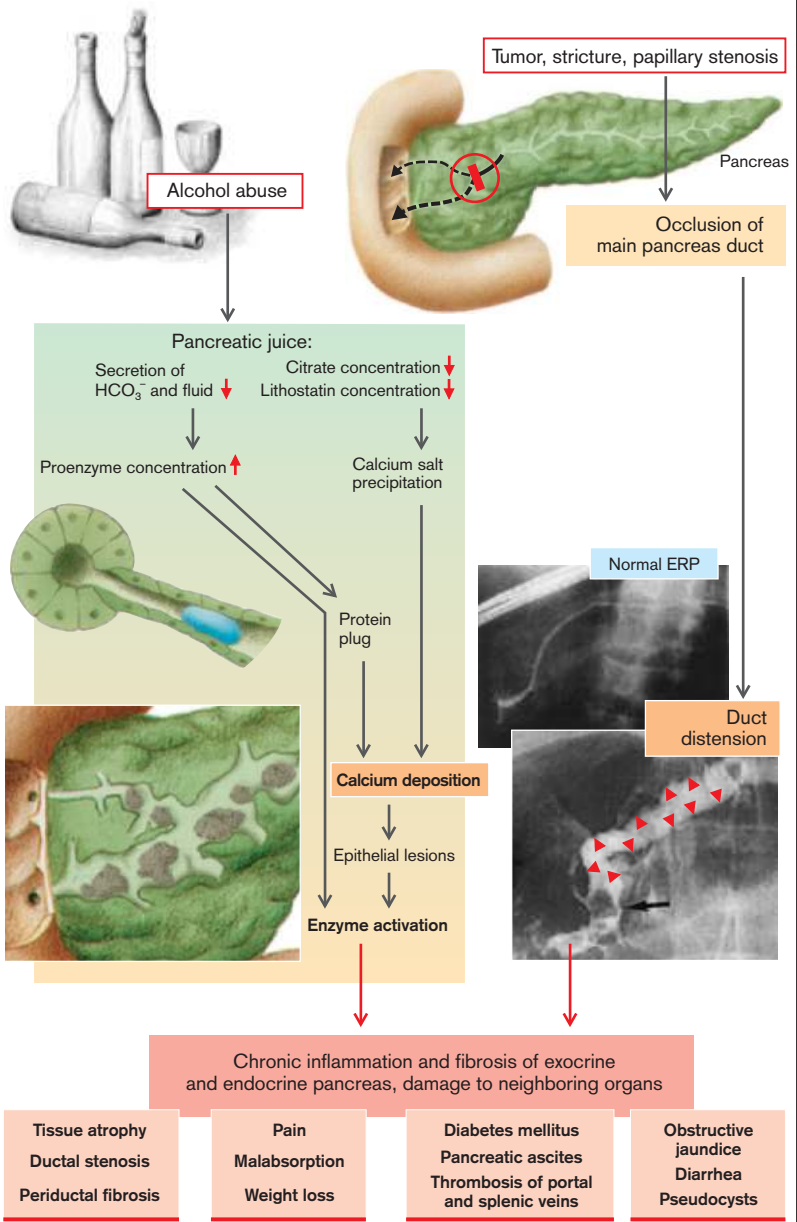 Tumor, stricture, papillary stenosis
Pancreas
Alcohol abuse
Occlusion of
main pancreas duct
Pancreatic juice:
Secretion of
HCO₃⁻ and fluid
Citrate concentration
Lithostatin concentration
Proenzyme concentration
Calcium salt
precipitation
Normal ERP
Protein
plug
Duct
distension
Calcium deposition
Epithelial lesions
Enzyme activation
Chronic inflammation and fibrosis of exocrine
and endocrine pancreas, damage to neighboring organs
Tissue atrophy
Ductal stenosis
Periductal fibrosis
Pain
Malabsorption
Weight loss
Diabetes mellitus
Pancreatic ascites
Thrombosis of portal
and splenic veins
Obstructive
jaundice
Diarrhea
Pseudocysts